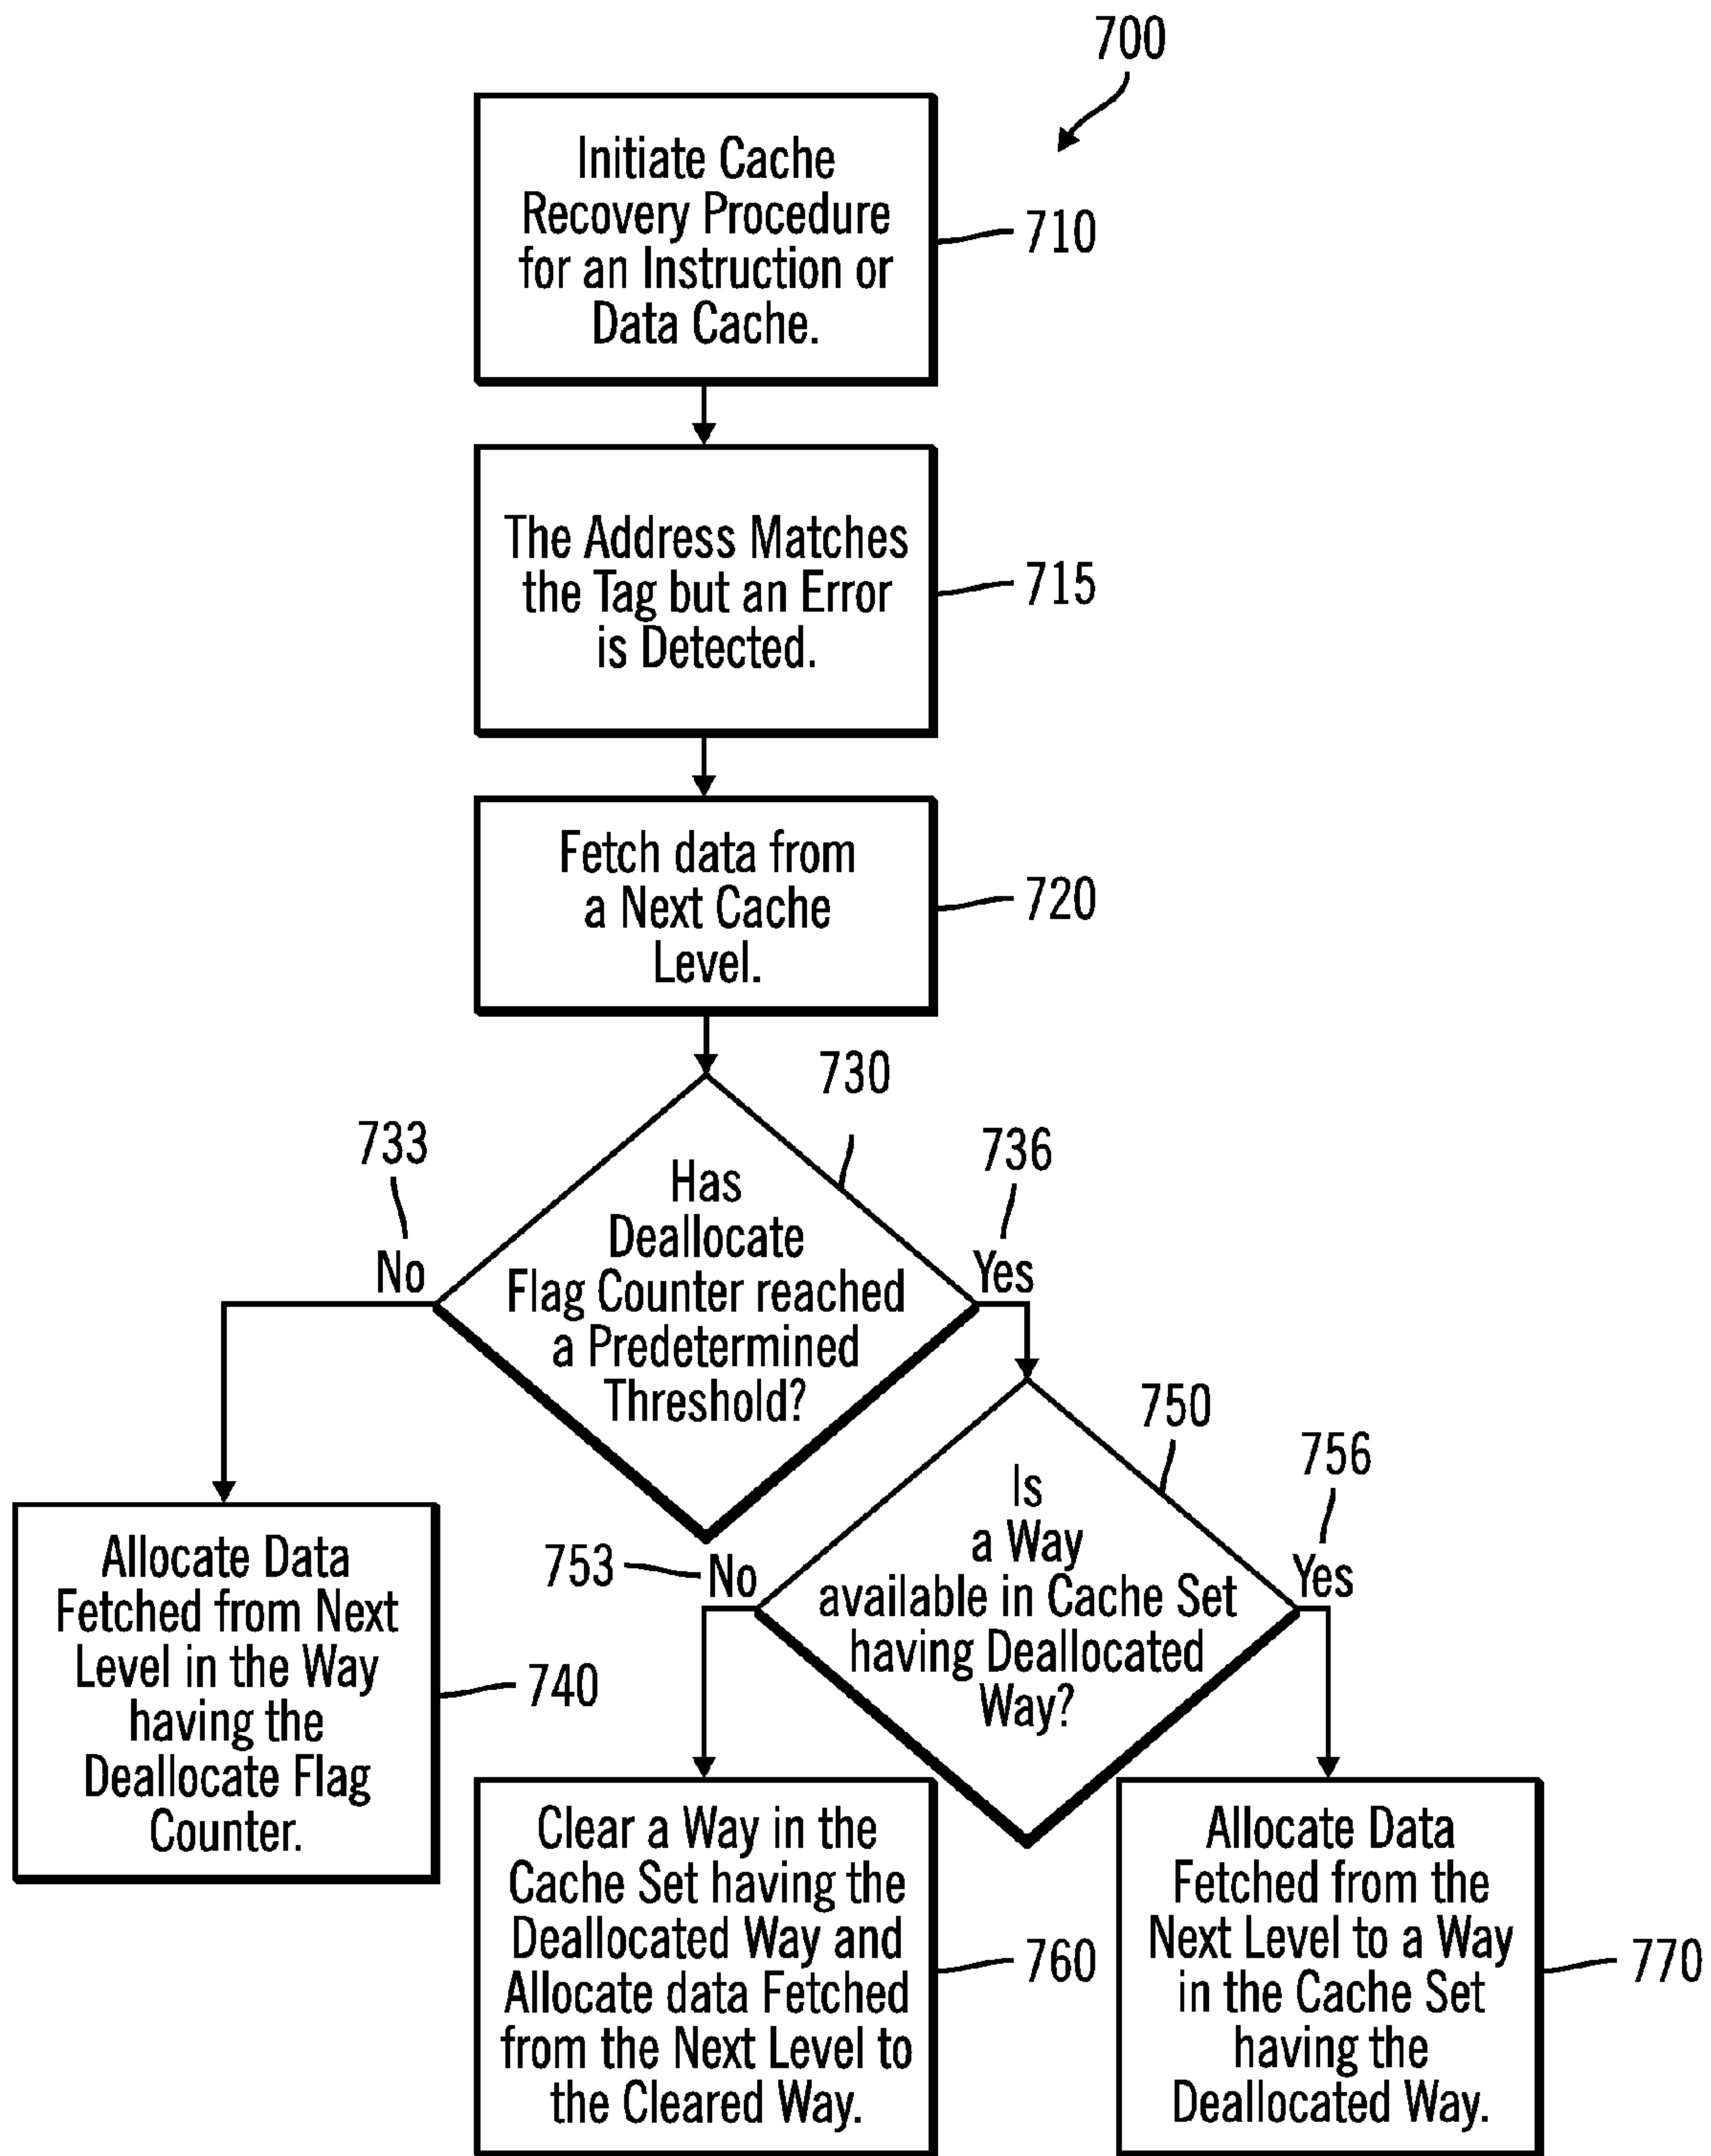 700
Initiate Cache
Recovery Procedure
for an Instruction or
Data Cache.
710
The Address Matches
the Tag but an Error
is Detected.
715
Fetch data from
a Next Cache
Level.
720
730
733
736
No
Yes
Has
Deallocate
Flag Counter reached
a Predetermined
Threshold?
750
756
753
No
Yes
Is
a Way
available in Cache Set
having Deallocated
Way?
Allocate Data
Fetched from Next
Level in the Way
having the
Deallocate Flag
Counter.
740
Clear a Way in the
Cache Set having the
Deallocated Way and
Allocate data Fetched
from the Next Level to
the Cleared Way.
760
Allocate Data
Fetched from the
Next Level to a Way
in the Cache Set
having the
Deallocated Way.
770